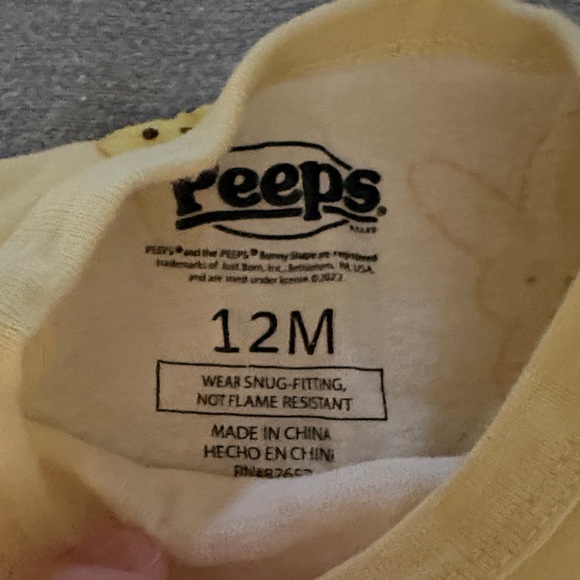 Peeps®
PEEPS® and the PEEPS® Bunny Shape are registered
trademarks of Just Born, Inc., Bethlehem, PA, USA,
and are used under license ©2022.
12M
WEAR SNUG-FITTING,
NOT FLAME RESISTANT
MADE IN CHINA
HECHO EN CHIN